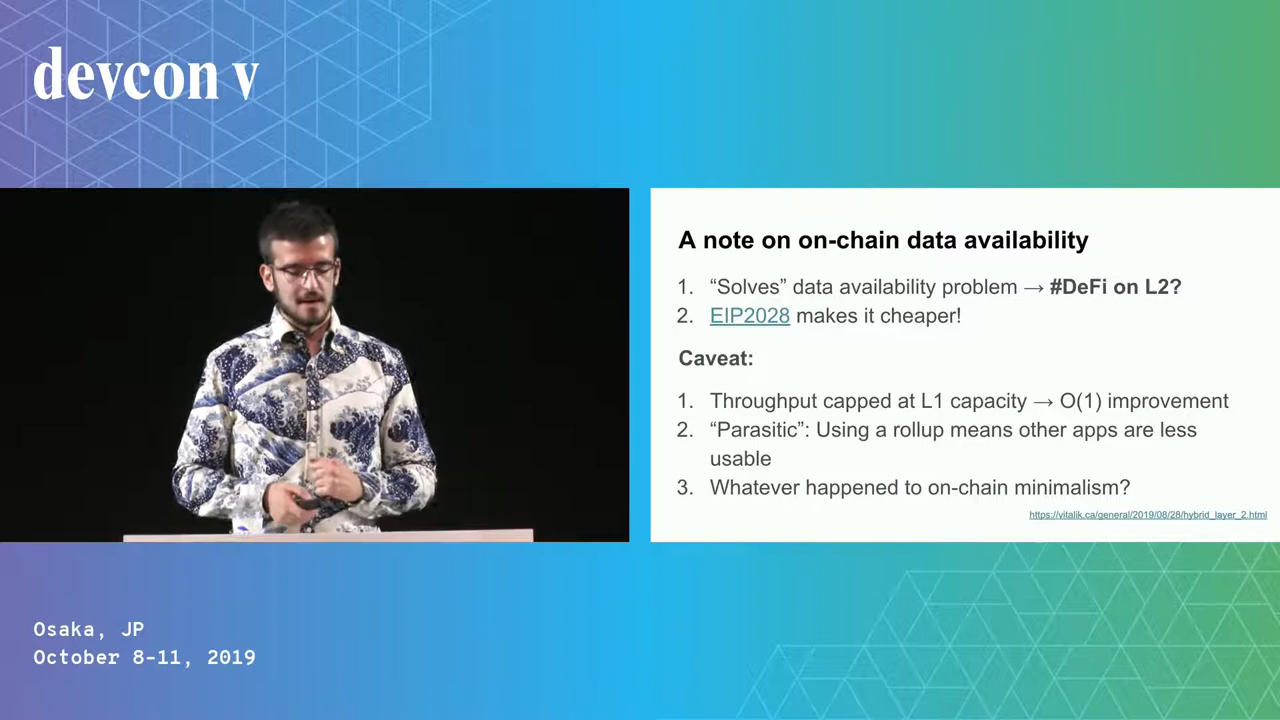 devcon v
A note on on-chain data availability
1. “Solves” data availability problem → #DeFi on L2?
2. EIP2028 makes it cheaper!
Caveat:
1. Throughput capped at L1 capacity → O(1) improvement
2. “Parasitic”: Using a rollup means other apps are less
usable
3. Whatever happened to on-chain minimalism?
https://vitalik.ca/general/2019/08/28/hybrid_layer_2.html
Osaka, JP
October 8-11, 2019